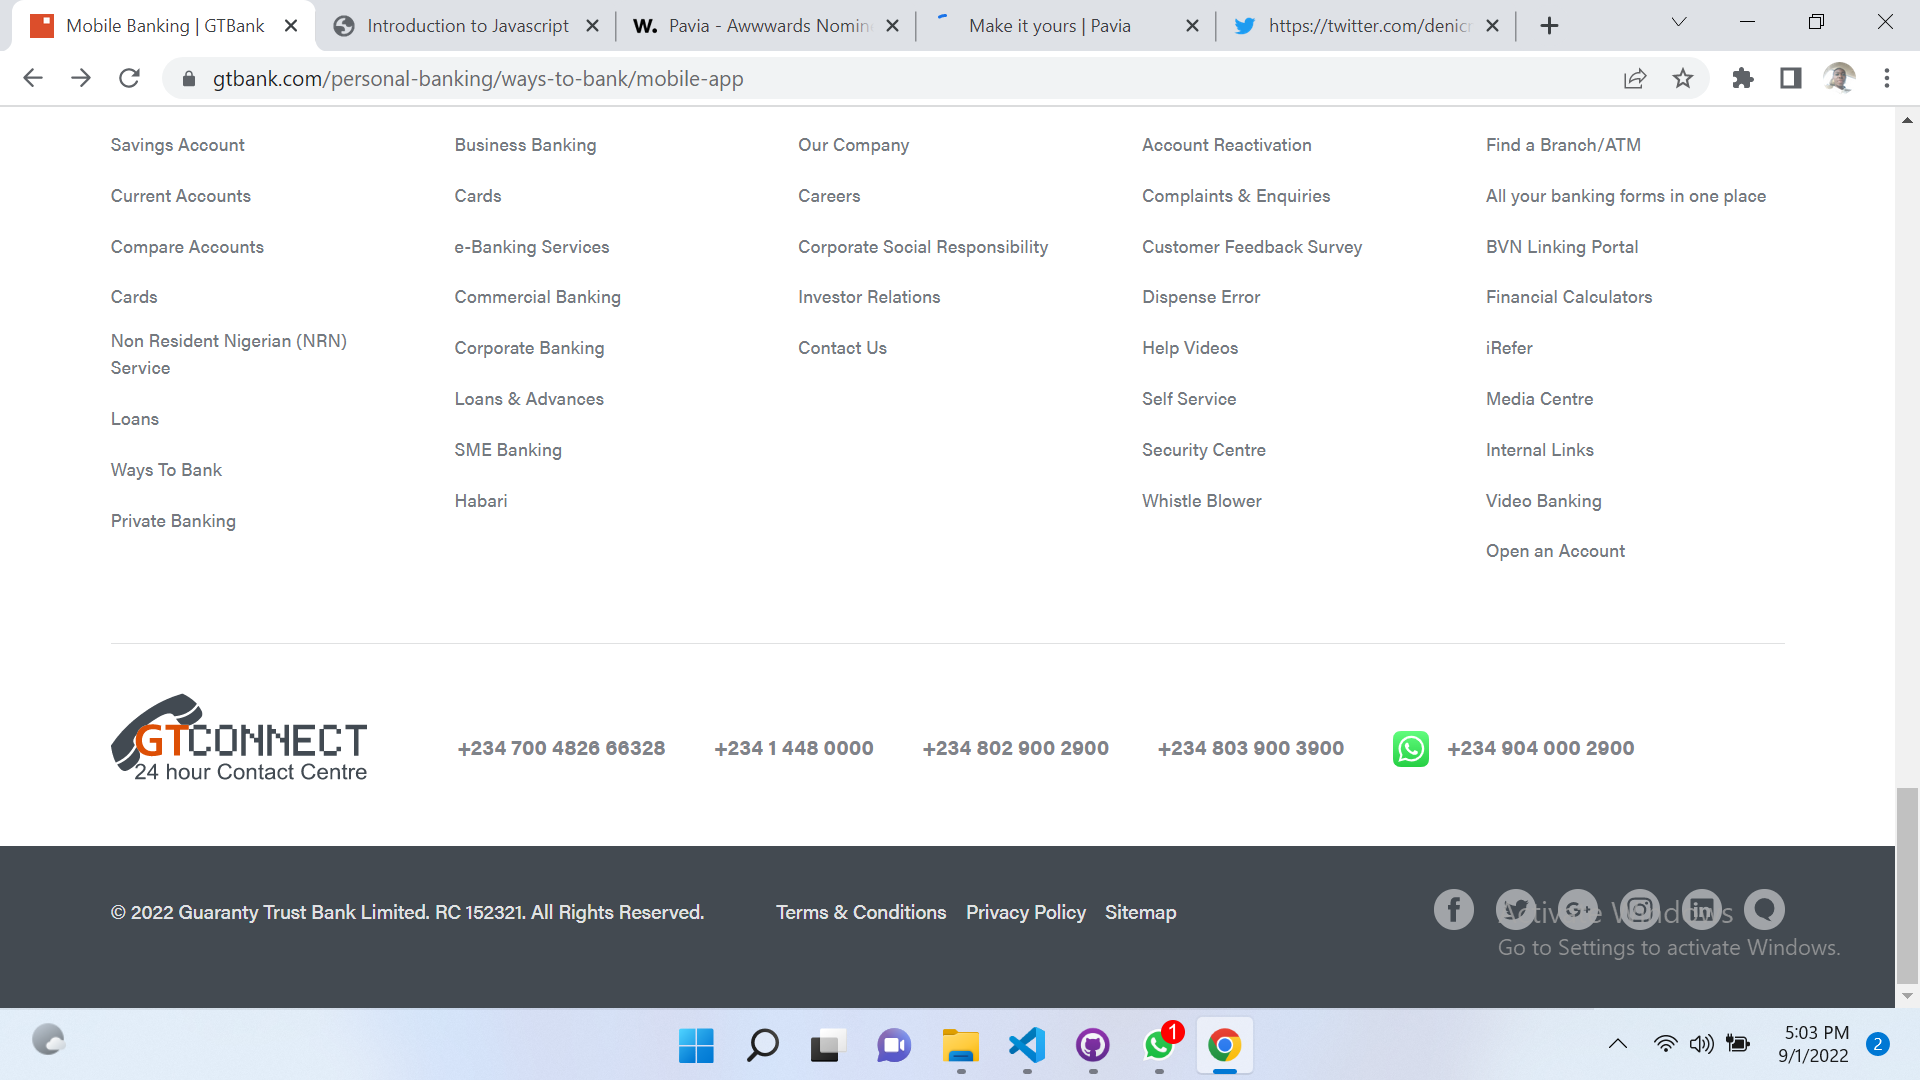 Mobile Banking | GTBank
Introduction to Javascript
W. Pavia - Awwwards Nomin
Make it yours | Pavia
https://twitter.com/denicr
gtbank.com/personal-banking/ways-to-bank/mobile-app
Savings Account
Current Accounts
Compare Accounts
Cards
Non Resident Nigerian (NRN)
Service
Loans
Ways To Bank
Private Banking
Business Banking
Cards
e-Banking Services
Commercial Banking
Corporate Banking
Loans & Advances
SME Banking
Habari
Our Company
Careers
Corporate Social Responsibility
Investor Relations
Contact Us
Account Reactivation
Complaints & Enquiries
Customer Feedback Survey
Dispense Error
Help Videos
Self Service
Security Centre
Whistle Blower
Find a Branch/ATM
All your banking forms in one place
BVN Linking Portal
Financial Calculators
iRefer
Media Centre
Internal Links
Video Banking
Open an Account
GTCONNECT
24 hour Contact Centre
+234 700 4826 66328
+234 1 448 0000
+234 802 900 2900
+234 803 900 3900
+234 904 000 2900
© 2022 Guaranty Trust Bank Limited. RC 152321. All Rights Reserved.
Terms & Conditions
Privacy Policy
Sitemap
Activate Windows
Go to Settings to activate Windows.
1
5:03 PM
9/1/2022
2